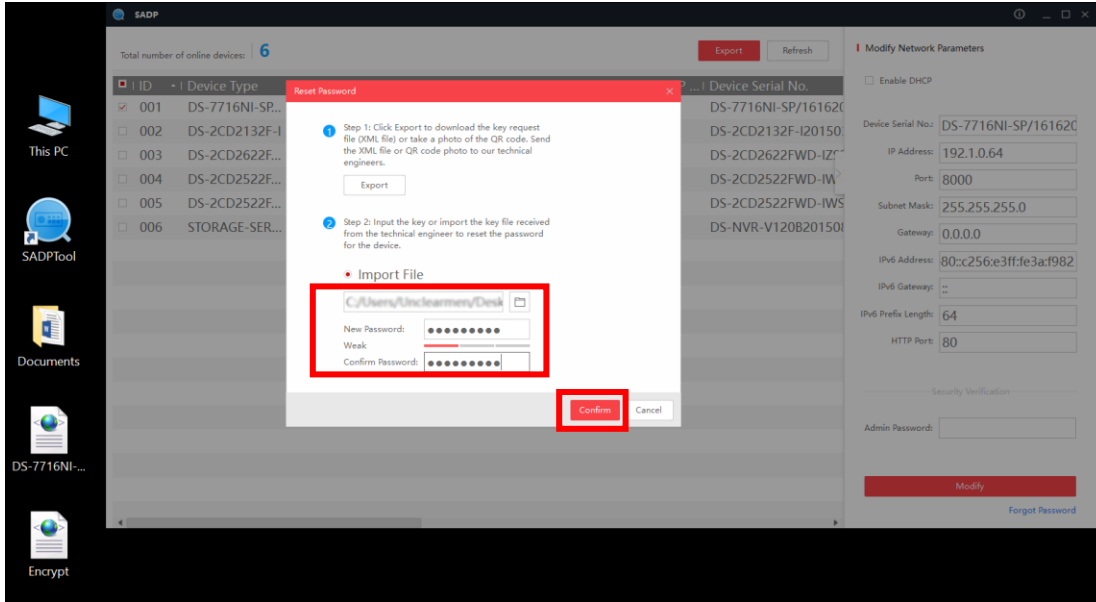 SADP
Total number of online devices: 6
Export
Refresh
ID
Device Type
Device Serial No.
001 DS-7716NI-SP... DS-7716NI-SP/161620
002 DS-2CD2132F-I DS-2CD2132F-I20150
003 DS-2CD2622F... DS-2CD2622FWD-IZS
004 DS-2CD2522F... DS-2CD2522FWD-IW
005 DS-2CD2522F... DS-2CD2522FWD-IWS
006 STORAGE-SER... DS-NVR-V120B201508
Reset Password
1
Step 1: Click Export to download the key request
file (XML file) or take a photo of the QR code. Send
the XML file or QR code photo to our technical
engineers.
Export
2
Step 2: Input the key or import the key file received
from the technical engineer to reset the password
for the device.
Import File
C:/Users/Unclearmen/Desk
New Password:
Weak
Confirm Password:
Confirm
Cancel
Modify Network Parameters
Enable DHCP
Device Serial No.: DS-7716NI-SP/16162C
IP Address: 192.1.0.64
Port: 8000
Subnet Mask: 255.255.255.0
Gateway: 0.0.0.0
IPv6 Address: 80::c256:e3ff:fe3a:f982
IPv6 Gateway: ::
IPv6 Prefix Length: 64
HTTP Port: 80
Security Verification
Admin Password:
Modify
Forgot Password
This PC
SADPTool
Documents
DS-7716NI-...
Encrypt